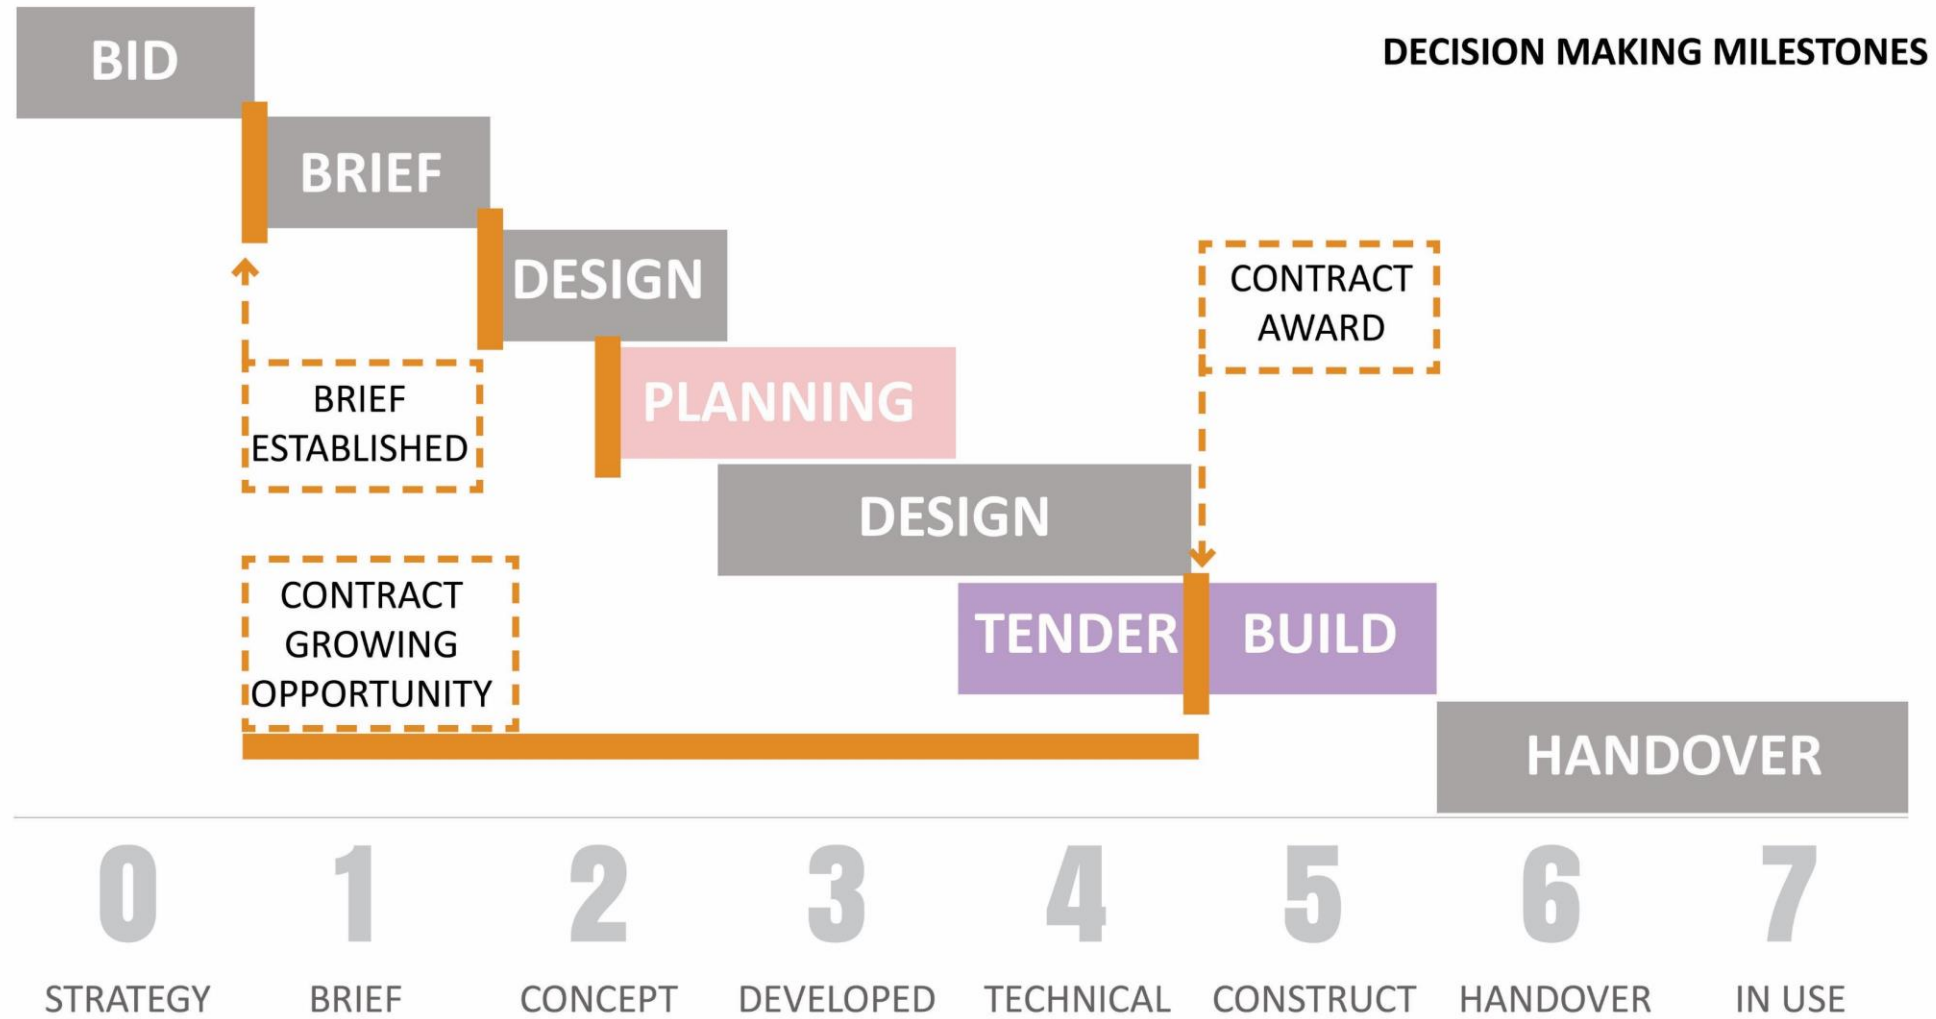 BID
DECISION MAKING MILESTONES
BRIEF
DESIGN
CONTRACT
AWARD
BRIEF
ESTABLISHED
PLANNING
DESIGN
CONTRACT
GROWING
OPPORTUNITY
TENDER
BUILD
HANDOVER
0 1 2 3 4 5 6 7
STRATEGY BRIEF CONCEPT DEVELOPED TECHNICAL CONSTRUCT HANDOVER IN USE